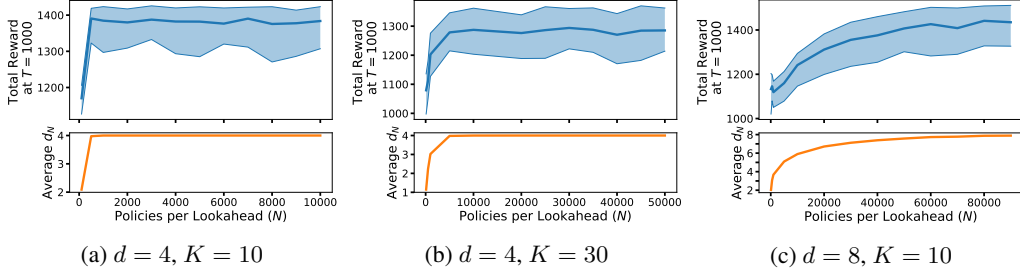 1400
1300
1200
Total Reward
at T = 1000
4
3
2
Average d_N
0 2000 4000 6000 8000 10000
Policies per Lookahead (N)
(a) d = 4, K = 10
1300
1200
1100
1000
Total Reward
at T = 1000
4
3
2
1
Average d_N
0 10000 20000 30000 40000 50000
Policies per Lookahead (N)
(b) d = 4, K = 30
1400
1200
1000
Total Reward
at T = 1000
8
6
4
2
Average d_N
0 20000 40000 60000 80000
Policies per Lookahead (N)
(c) d = 8, K = 10